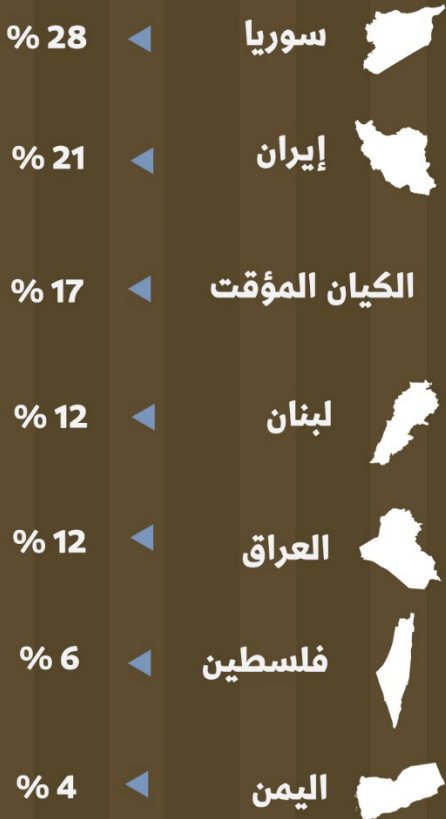 سوريا 28 %
إيران 21 %
الكيان المؤقت 17 %
لبنان 12 %
العراق 12 %
فلسطين 6 %
اليمن 4 %